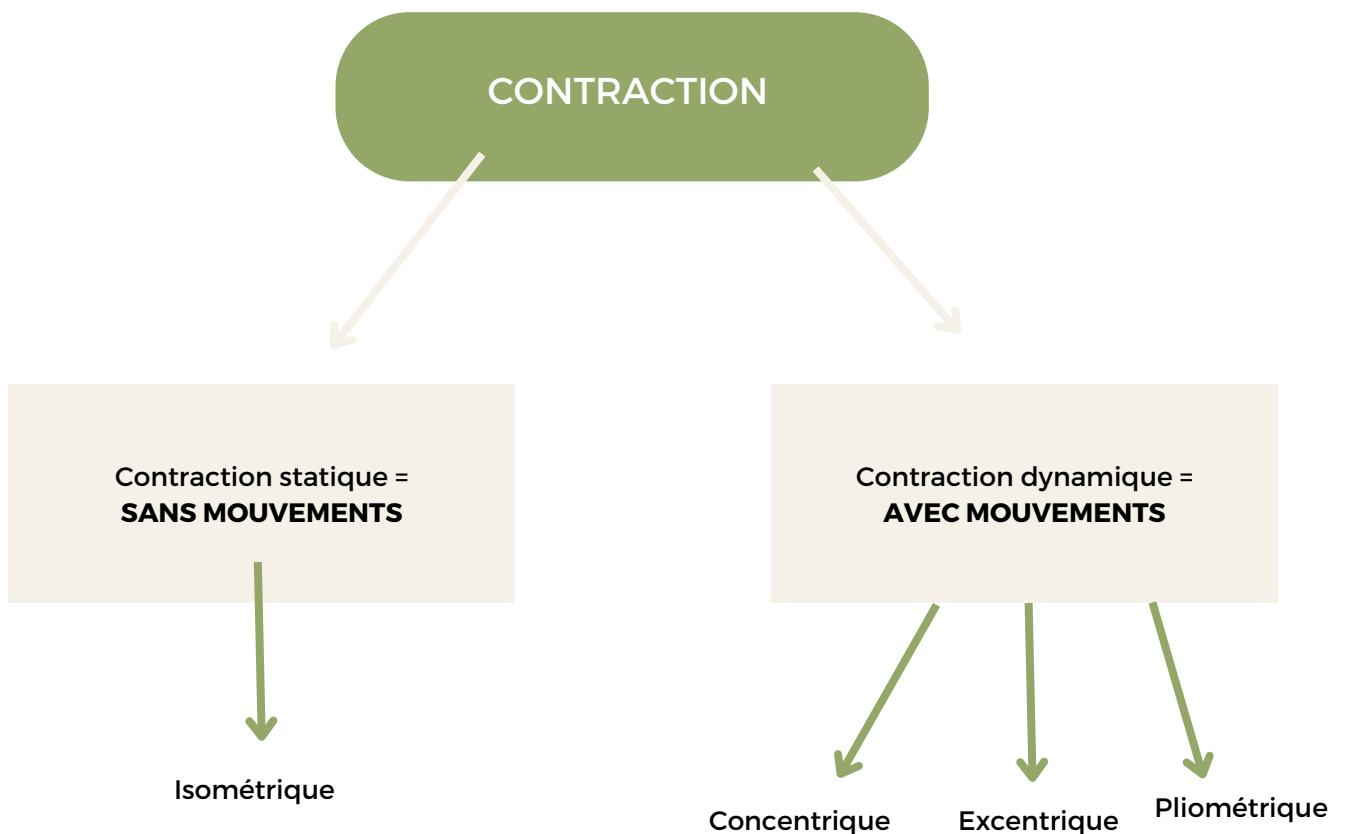 CONTRACTION
Contraction statique =
SANS MOUVEMENTS
Contraction dynamique =
AVEC MOUVEMENTS
Isométrique
Concentrique
Excentrique
Pliométrique